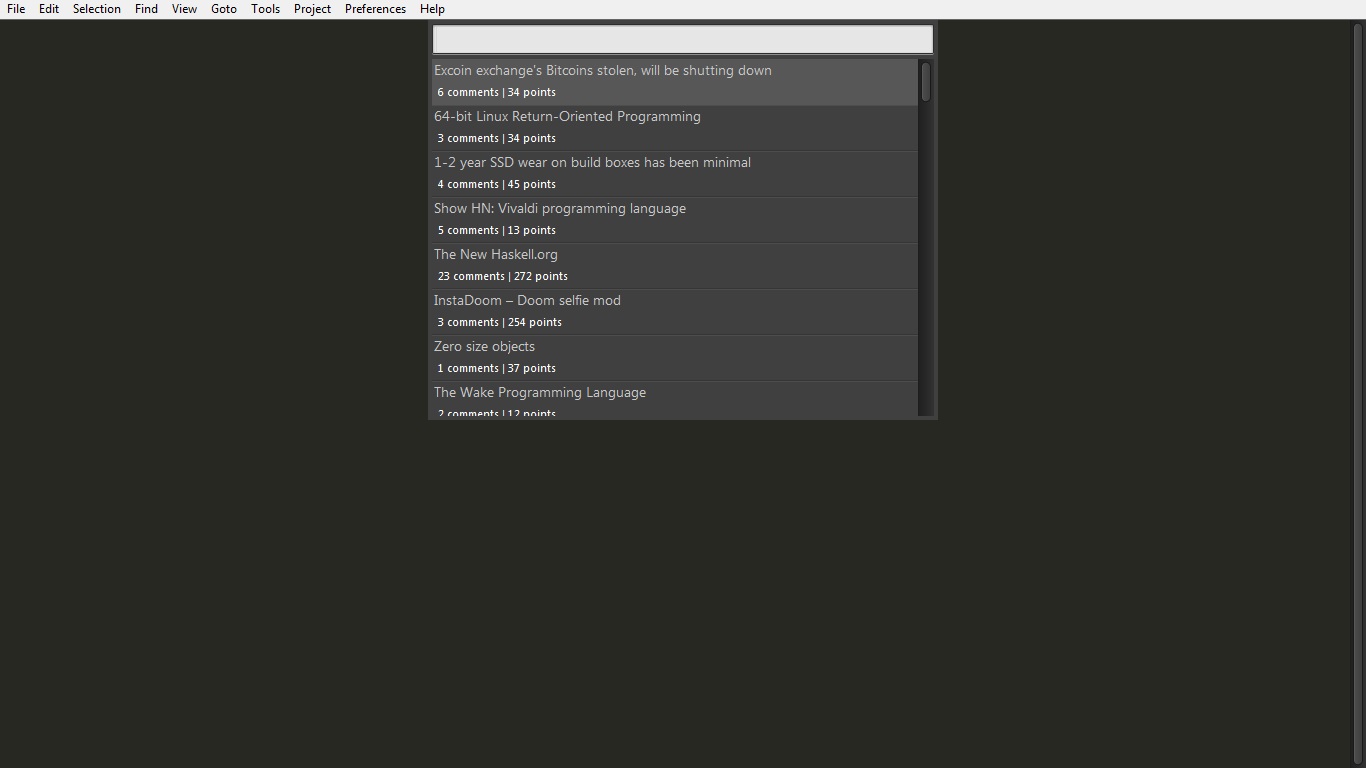 File Edit Selection Find View Goto Tools Project Preferences Help
Excoin exchange's Bitcoins stolen, will be shutting down
6 comments | 34 points
64-bit Linux Return-Oriented Programming
3 comments | 34 points
1-2 year SSD wear on build boxes has been minimal
4 comments | 45 points
Show HN: Vivaldi programming language
5 comments | 13 points
The New Haskell.org
23 comments | 272 points
InstaDoom – Doom selfie mod
3 comments | 254 points
Zero size objects
1 comments | 37 points
The Wake Programming Language
2 comments | 12 points